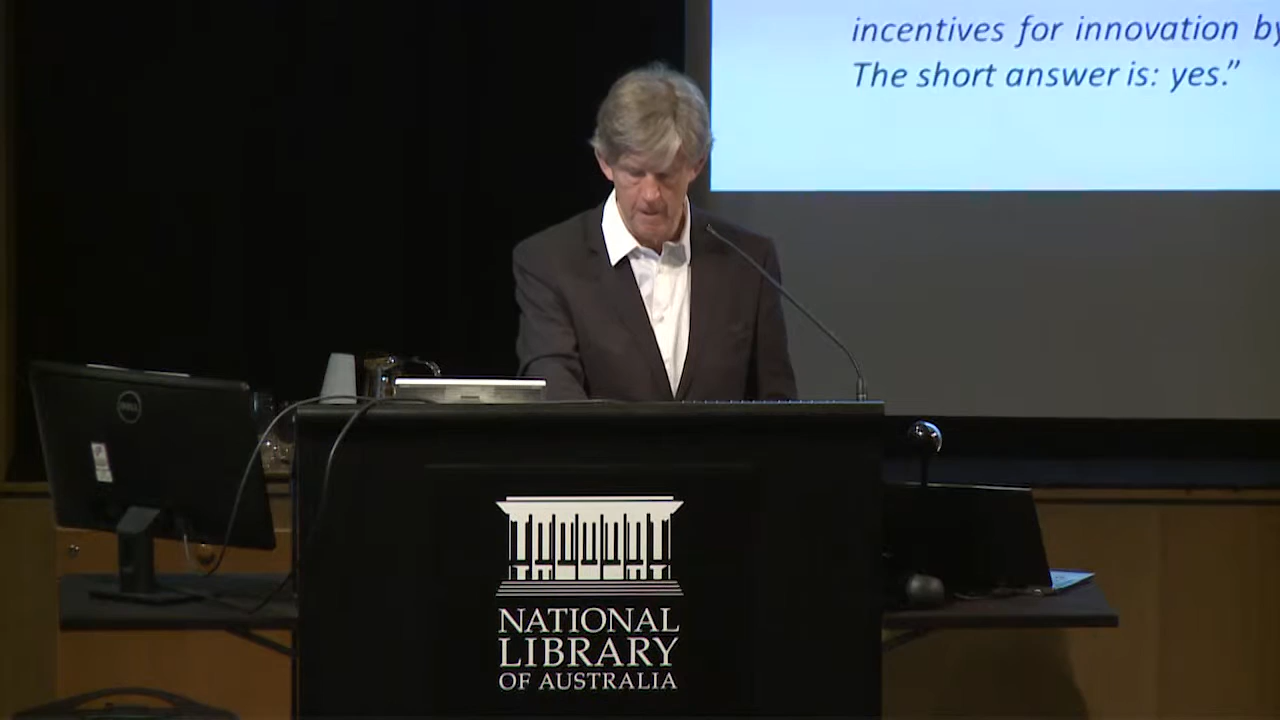 incentives for innovation by
The short answer is: yes.”
DELL
NATIONAL
LIBRARY
OF AUSTRALIA